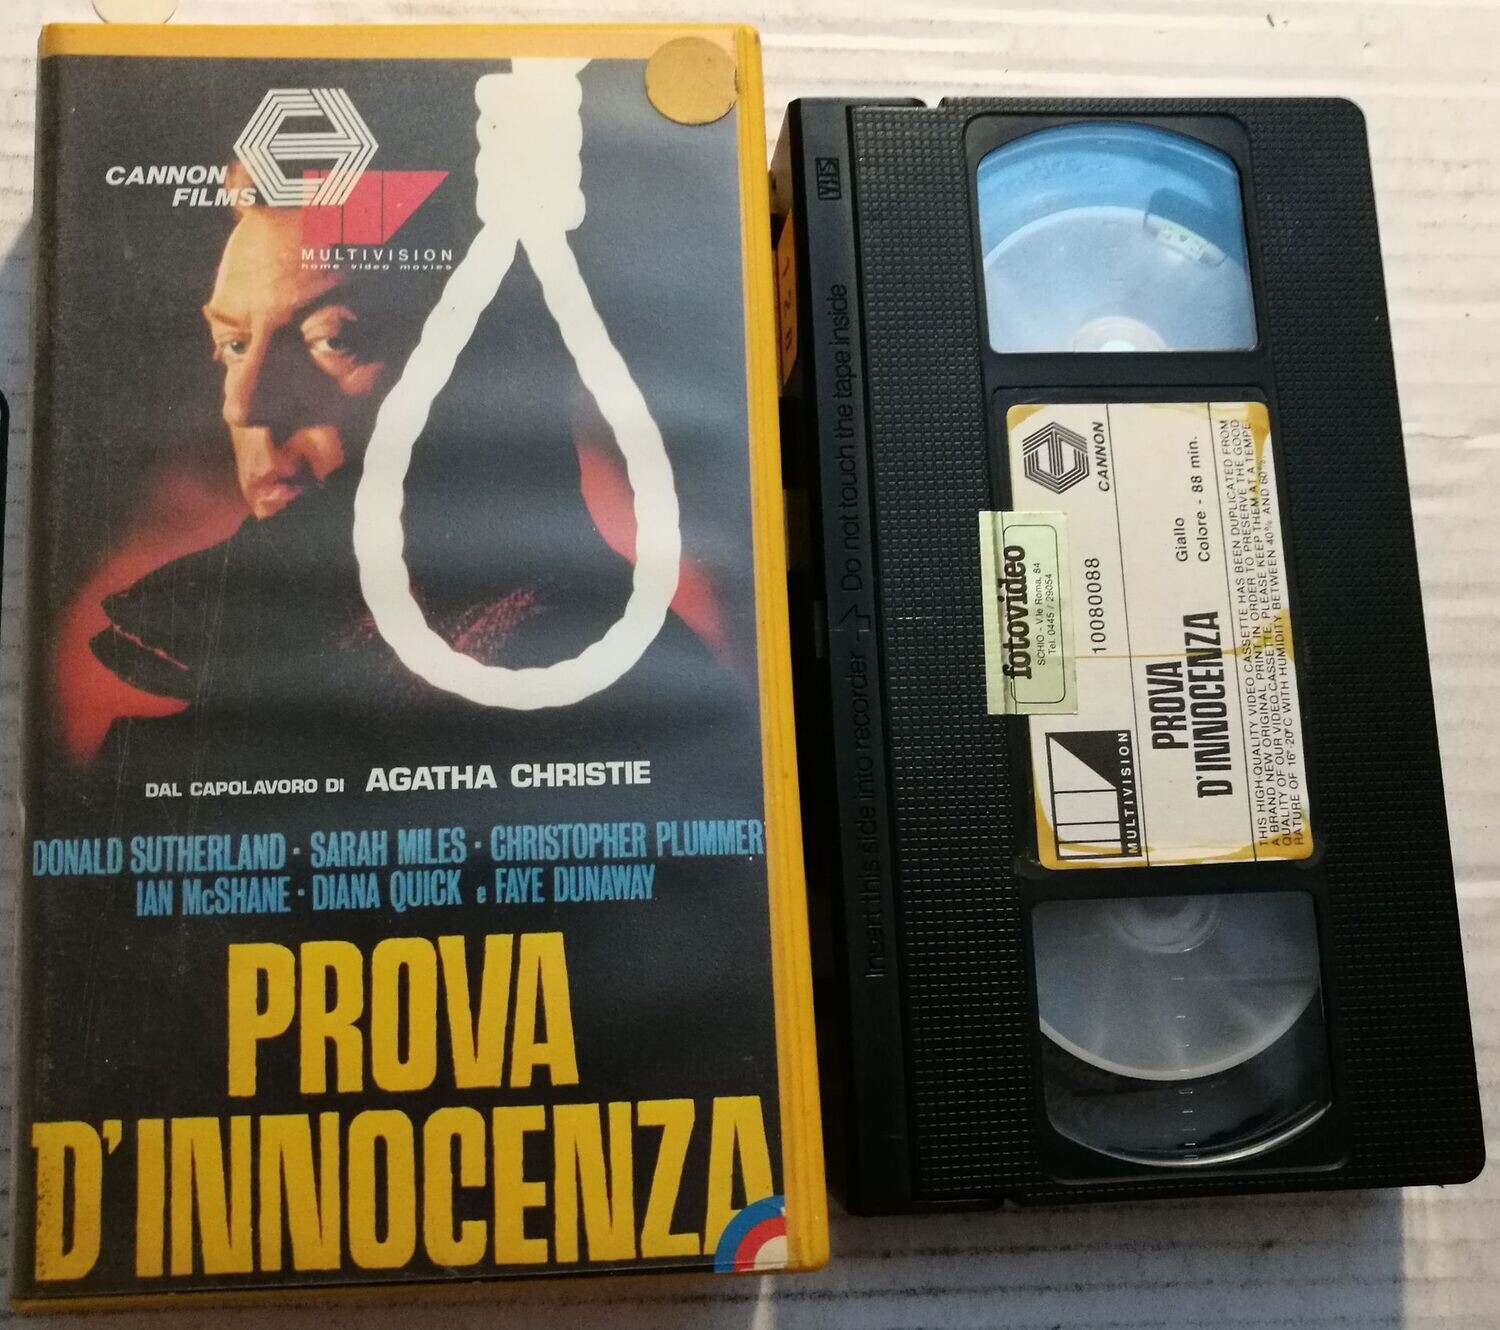 CANNON
FILMS
MULTIVISION
home video movies
DAL CAPOLAVORO DI AGATHA CHRISTIE
DONALD SUTHERLAND · SARAH MILES · CHRISTOPHER PLUMMER
IAN McSHANE · DIANA QUICK e FAYE DUNAWAY
PROVA
D'INNOCENZA
VHS
Insert this side into recorder Do not touch the tape inside
fotovideo
SCHIO - V.le Roma, 84
Tel. 0445 / 29054
CANNON
10080088
MULTIVISION
Giallo
Colore - 88 min.
PROVA
D'INNOCENZA
THIS HIGH-QUALITY VIDEO CASSETTE HAS BEEN DUPLICATED FROM
A BRAND NEW ORIGINAL PRINT. IN ORDER TO PRESERVE THE GOOD
QUALITY OF OUR VIDEO CASSETTE, PLEASE KEEP THEM AT A TEMPE
RATURE OF 16°-20°C WITH HUMIDITY BETWEEN 40% AND 60%